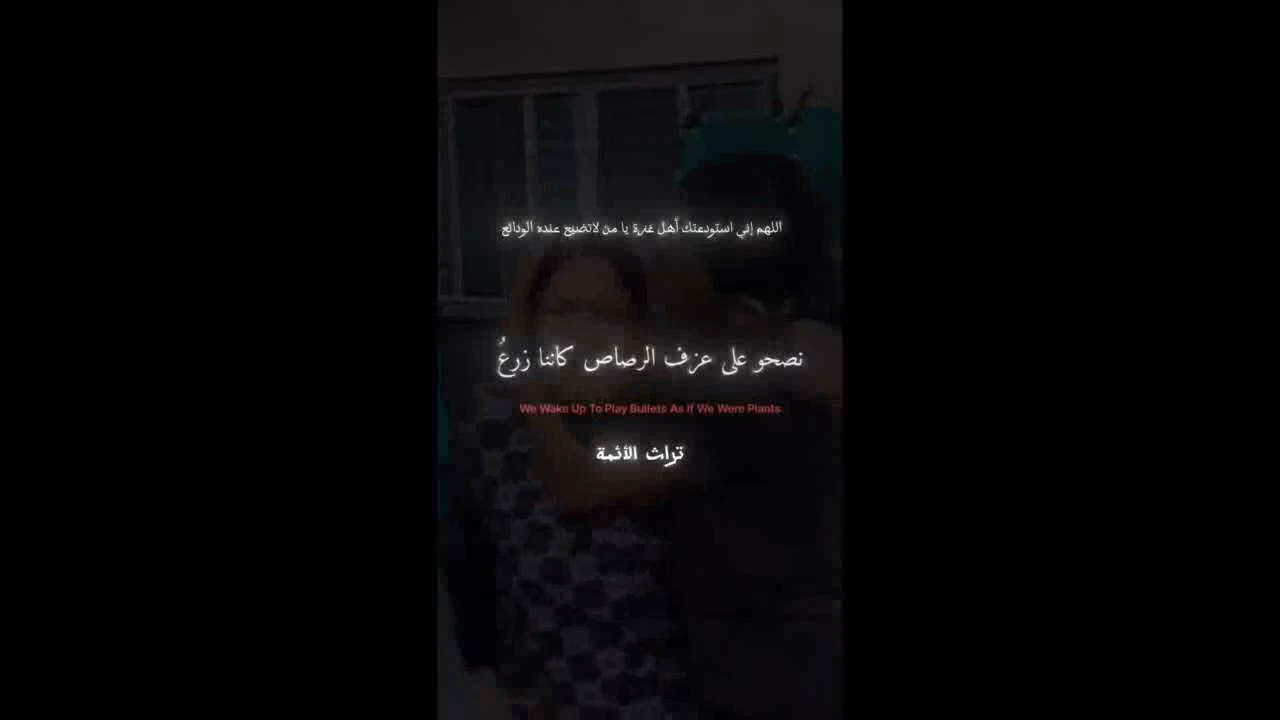 اللهم إني استودعتك أهل غزة يا من لاتضيع عنده الودائع
نصحو على عزف الرصاص كاننا زرعُ
We Wake Up To Play Bullets As If We Were Plants
تراث الأئمة